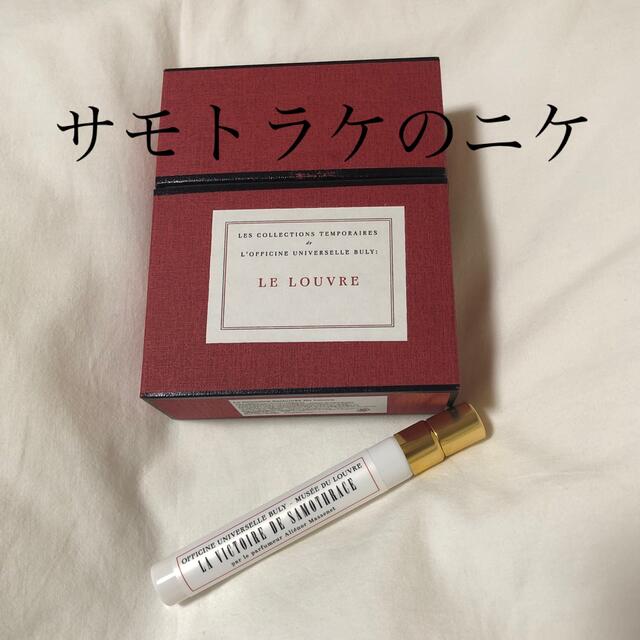 サモトラケのニケ
LES COLLECTIONS TEMPORAIRES
de
L'OFFICINE UNIVERSELLE BULY:
LE LOUVRE
OFFICINE UNIVERSELLE BULY - MUSÉE DU LOUVRE
LA VICTOIRE DE SAMOTHRACE
par le parfumeur Aliénor Massenet